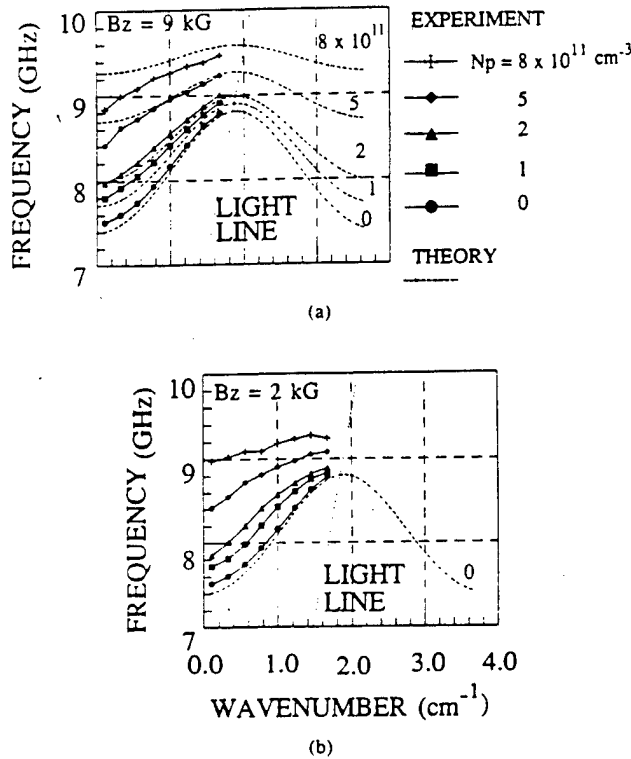 10
Bz = 9 kG
8 x 10^11
9
5
8
2
1
0
7
FREQUENCY (GHz)
LIGHT
LINE
EXPERIMENT
Np = 8 x 10^11 cm^-3
5
2
1
0
THEORY
(a)
10
Bz = 2 kG
9
8
7
FREQUENCY (GHz)
LIGHT
LINE
0
0.0 1.0 2.0 3.0 4.0
WAVENUMBER (cm^-1)
(b)